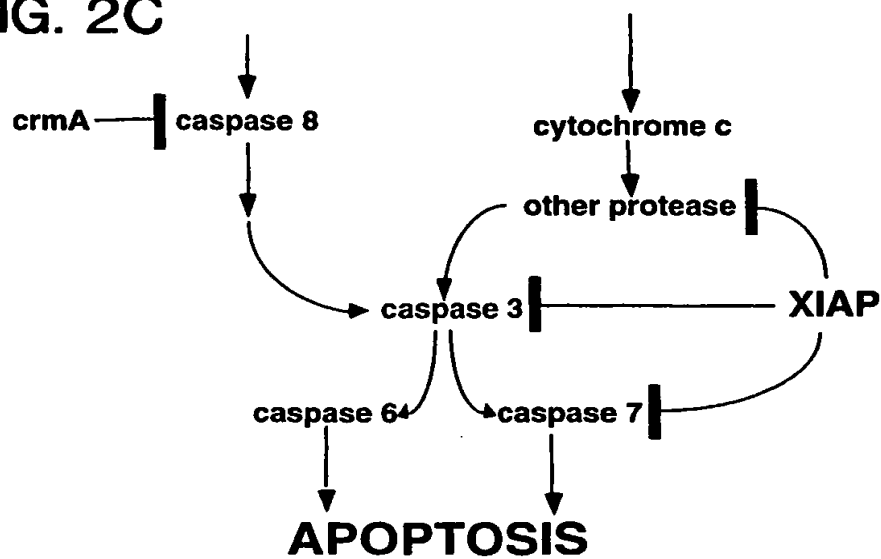 IG. 2C
crmA
caspase 8
cytochrome c
other protease
caspase 3
XIAP
caspase 6
caspase 7
APOPTOSIS